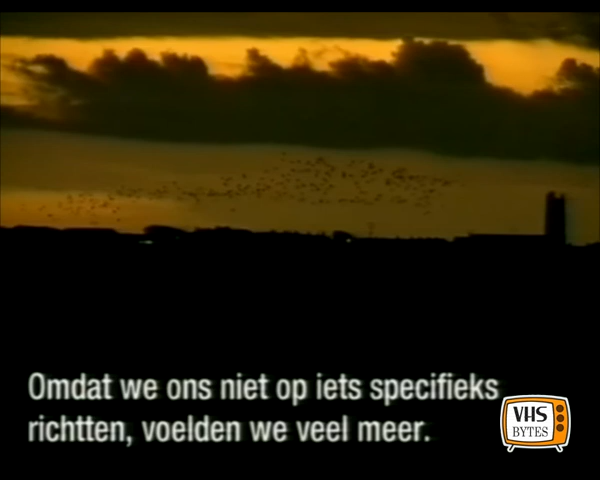 Omdat we ons niet op iets specifieks
richtten, voelden we veel meer.
VHS
BYTES